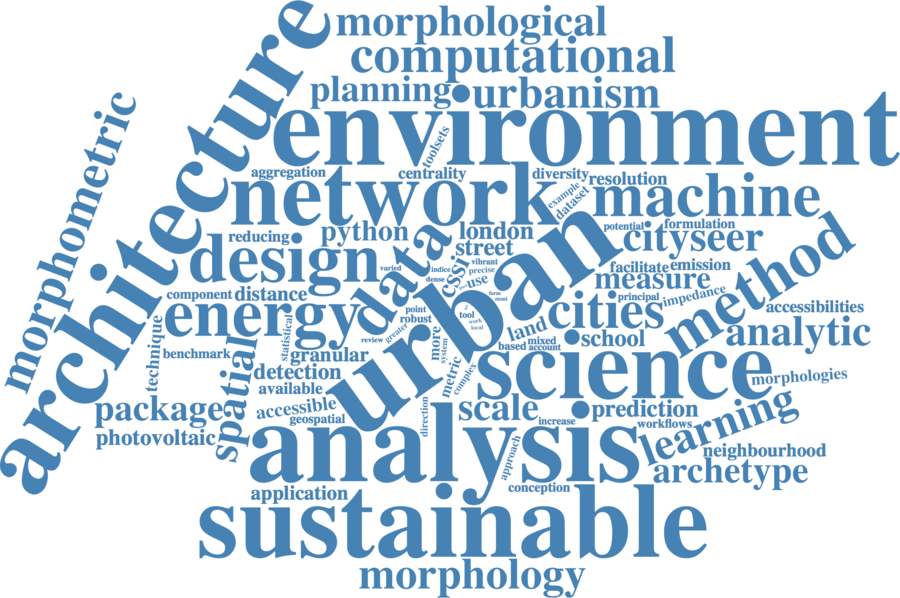 morphological
computational
planning
urbanism
architecture
environment
morphometric
toolsets
aggregation
centrality
diversity
resolution
network
example
dataset
machine
potential
formulation
python
london
cityseer
reducing
street
data
design
urban
method
varied
indice
vibrant
precise
dense
use
facilitate
emission
measure
component
distance
form
most
principal
impedance
energy
point
robust
tool
work
local
cities
accessibilities
land
analytic
greater
review
statistical
more
system
based
mixed
account
school
technique
benchmark
granular
spatial
detection
metric
complex
science
morphologies
available
package
accessible
geospatial
direction
scale
increase
prediction
workflows
learning
photovoltaic
analysis
approach
neighbourhood
archetype
application
conception
sustainable
morphology